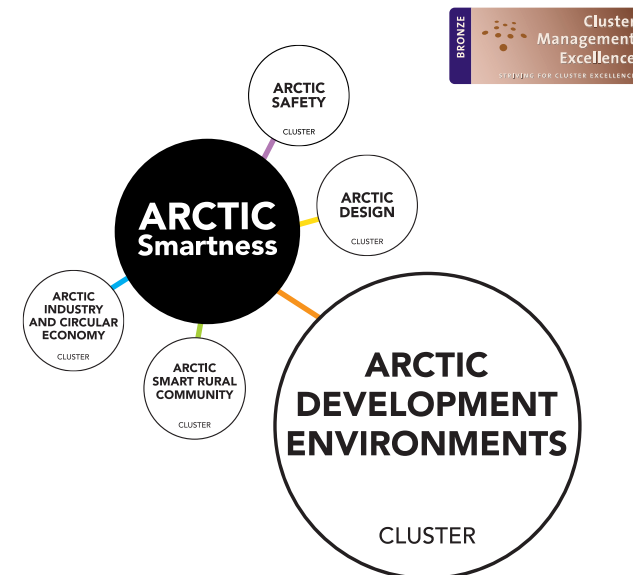 BRONZE
Cluster
Management
Excellence
STRIVING FOR CLUSTER EXCELLENCE
ARCTIC
SAFETY
CLUSTER
ARCTIC
Smartness
ARCTIC
DESIGN
CLUSTER
ARCTIC
INDUSTRY
AND CIRCULAR
ECONOMY
CLUSTER
ARCTIC
SMART RURAL
COMMUNITY
CLUSTER
ARCTIC
DEVELOPMENT
ENVIRONMENTS
CLUSTER